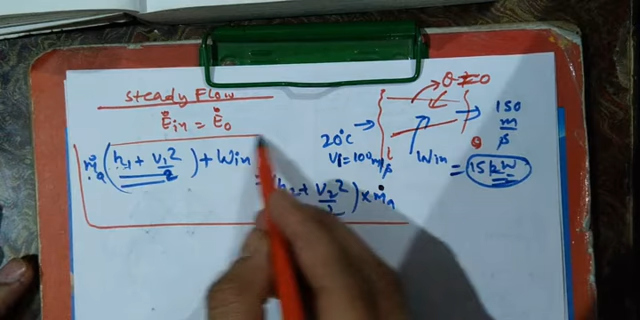 Steady Flow
Ėin = Ė0
ṁa (h1 + V1²/2) + Win
= (h2 + V2²/2) × ṁa
Q = 0
20°C
V1 = 100 m/s
Win
150 m/s
= 15 kW